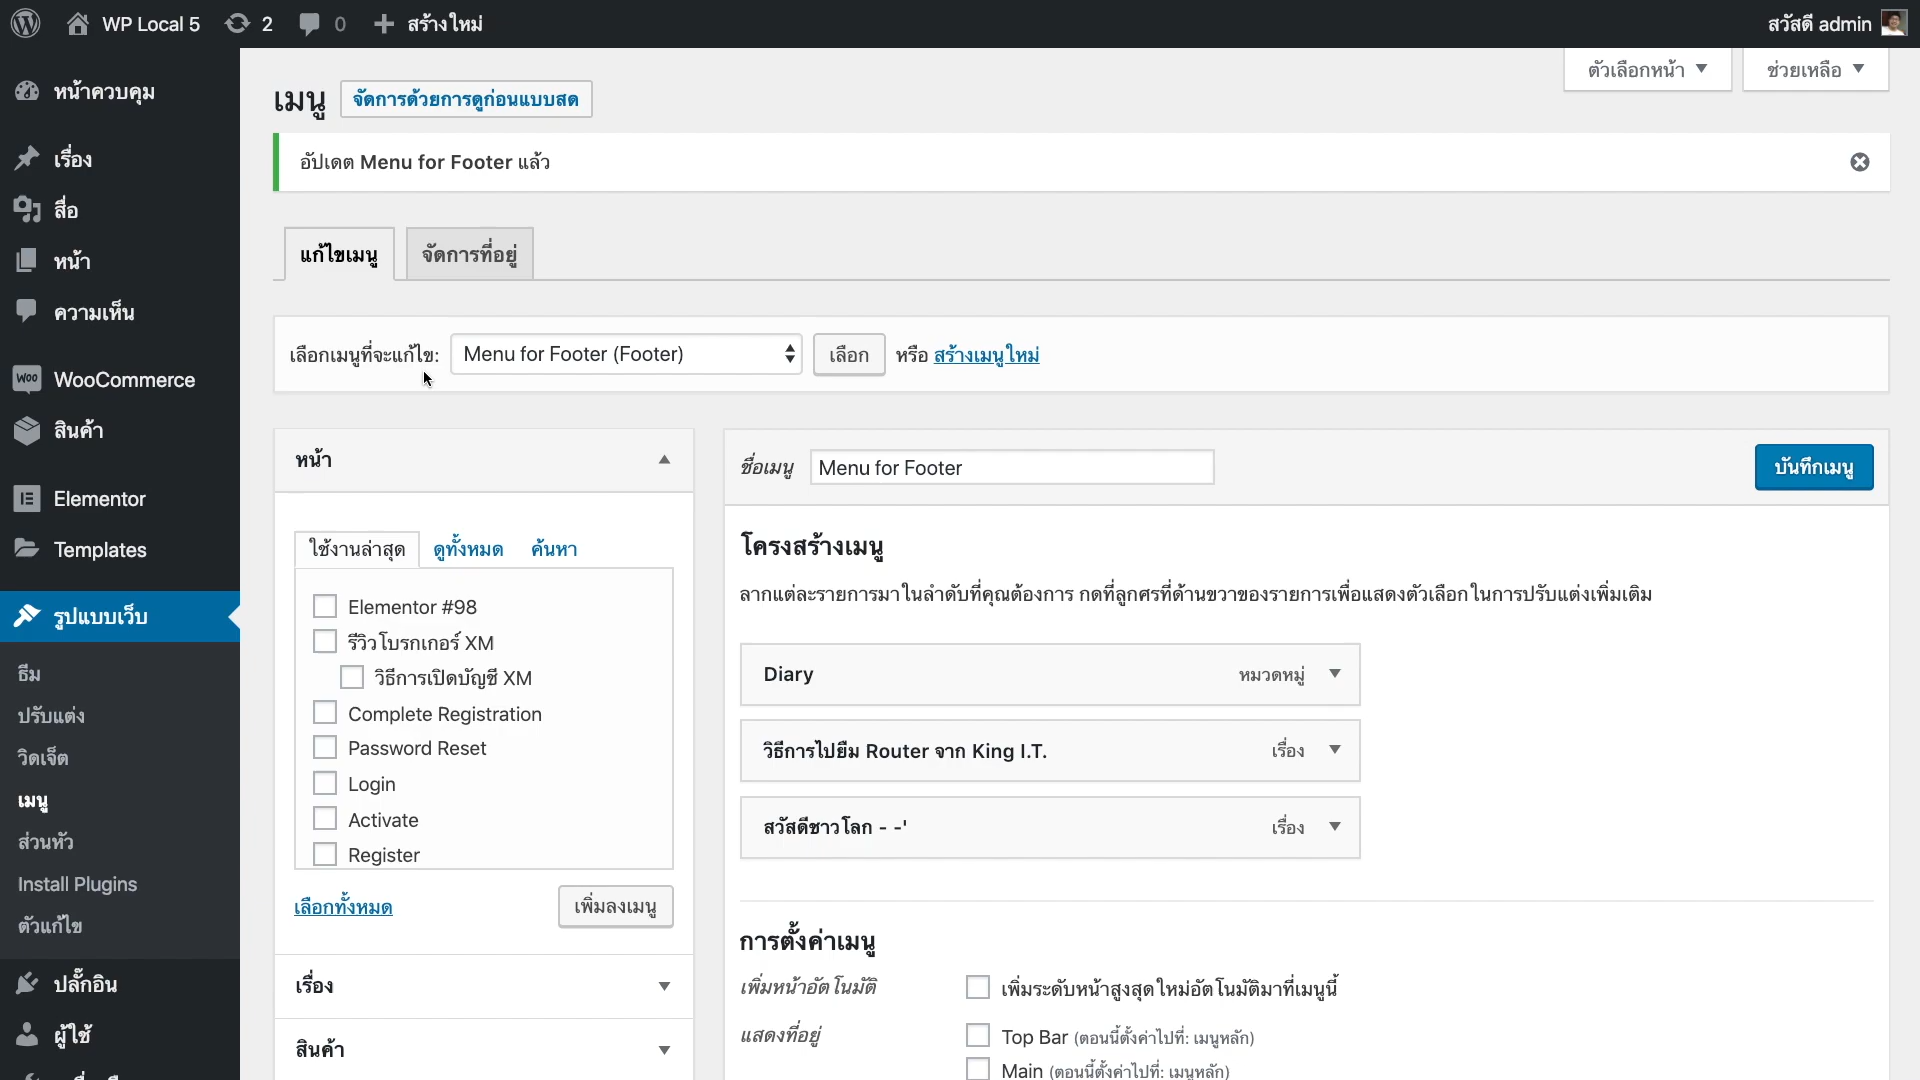 WP Local 5
2
0
สร้างใหม่
สวัสดี admin
หน้าควบคุม
เรื่อง
สื่อ
หน้า
ความเห็น
WooCommerce
สินค้า
Elementor
Templates
รูปแบบเว็บ
ธีม
ปรับแต่ง
วิดเจ็ต
เมนู
ส่วนหัว
Install Plugins
ตัวแก้ไข
ปลั๊กอิน
ผู้ใช้
ตัวเลือกหน้า
ช่วยเหลือ
เมนู
จัดการด้วยการดูก่อนแบบสด
อัปเดต Menu for Footer แล้ว
แก้ไขเมนู
จัดการที่อยู่
เลือกเมนูที่จะแก้ไข: Menu for Footer (Footer) เลือก หรือ สร้างเมนูใหม่
หน้า
ใช้งานล่าสุด ดูทั้งหมด ค้นหา
Elementor #98
รีวิวโบรกเกอร์ XM
วิธีการเปิดบัญชี XM
Complete Registration
Password Reset
Login
Activate
Register
เลือกทั้งหมด
เพิ่มลงเมนู
เรื่อง
สินค้า
ชื่อเมนู Menu for Footer
บันทึกเมนู
โครงสร้างเมนู
ลากแต่ละรายการมาในลำดับที่คุณต้องการ กดที่ลูกศรที่ด้านขวาของรายการเพื่อแสดงตัวเลือกในการปรับแต่งเพิ่มเติม
Diary หมวดหมู่
วิธีการไปยืม Router จาก King I.T. เรื่อง
สวัสดีชาวโลก - -' เรื่อง
การตั้งค่าเมนู
เพิ่มหน้าอัตโนมัติ เพิ่มระดับหน้าสูงสุดใหม่อัตโนมัติมาที่เมนูนี้
แสดงที่อยู่ Top Bar (ตอนนี้ตั้งค่าไปที่: เมนูหลัก)
Main (ตอนนี้ตั้งค่าไปที่: เมนูหลัก)